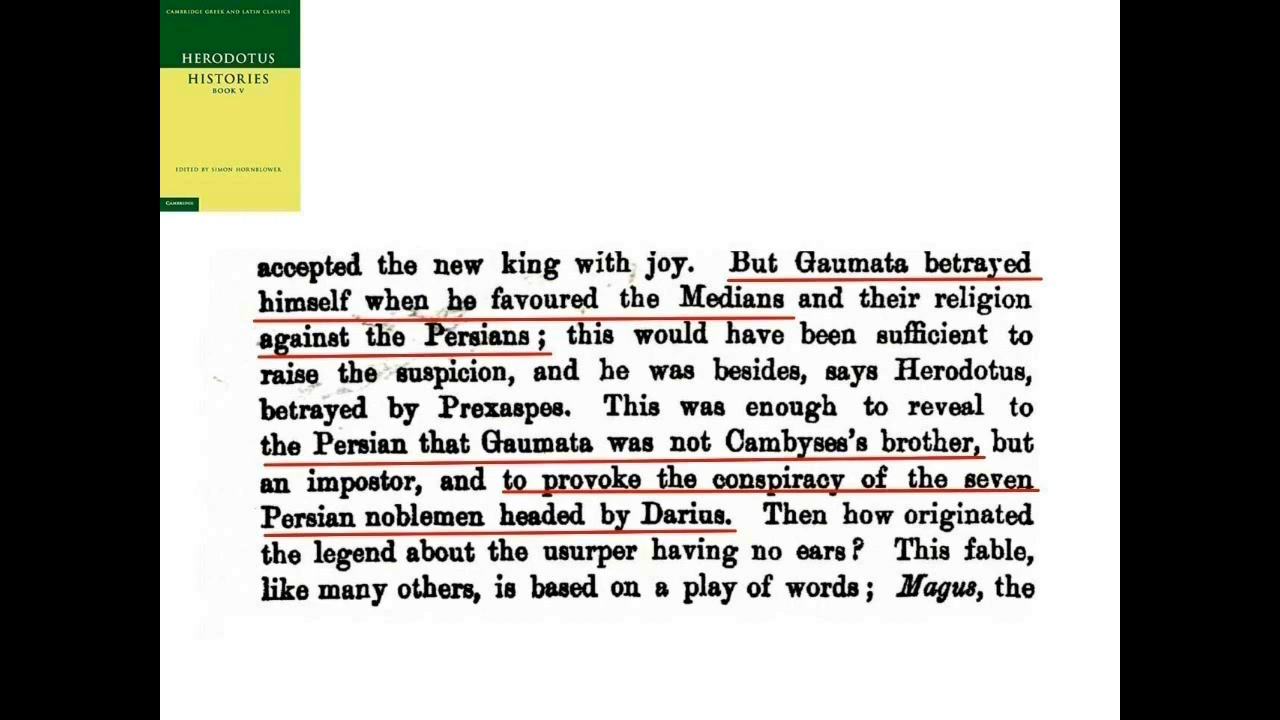 CAMBRIDGE GREEK AND LATIN CLASSICS
HERODOTUS
HISTORIES
BOOK V
EDITED BY SIMON HORNBLOWER
CAMBRIDGE
accepted the new king with joy. But Gaumata betrayed
himself when he favoured the Medians and their religion
against the Persians; this would have been sufficient to
raise the suspicion, and he was besides, says Herodotus,
betrayed by Prexaspes. This was enough to reveal to
the Persian that Gaumata was not Cambyses's brother, but
an impostor, and to provoke the conspiracy of the seven
Persian noblemen headed by Darius. Then how originated
the legend about the usurper having no ears? This fable,
like many others, is based on a play of words; Magus, the